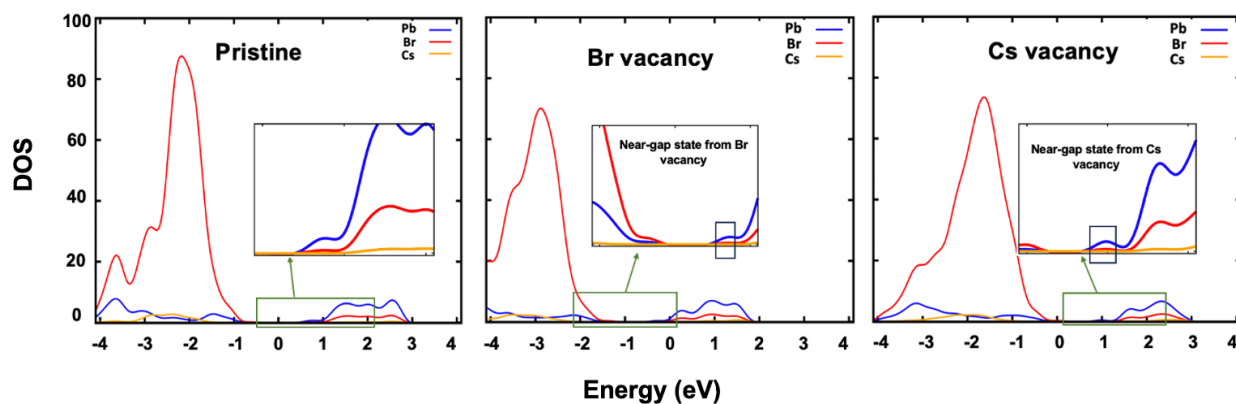 Pristine
Pb
Br
Cs
Br vacancy
Pb
Br
Cs
Near-gap state from Br
vacancy
Cs vacancy
Pb
Br
Cs
Near-gap state from Cs
vacancy
DOS
100
80
60
40
20
0
-4 -3 -2 -1 0 1 2 3 4
-4 -3 -2 -1 0 1 2 3 4
-4 -3 -2 -1 0 1 2 3 4
Energy (eV)